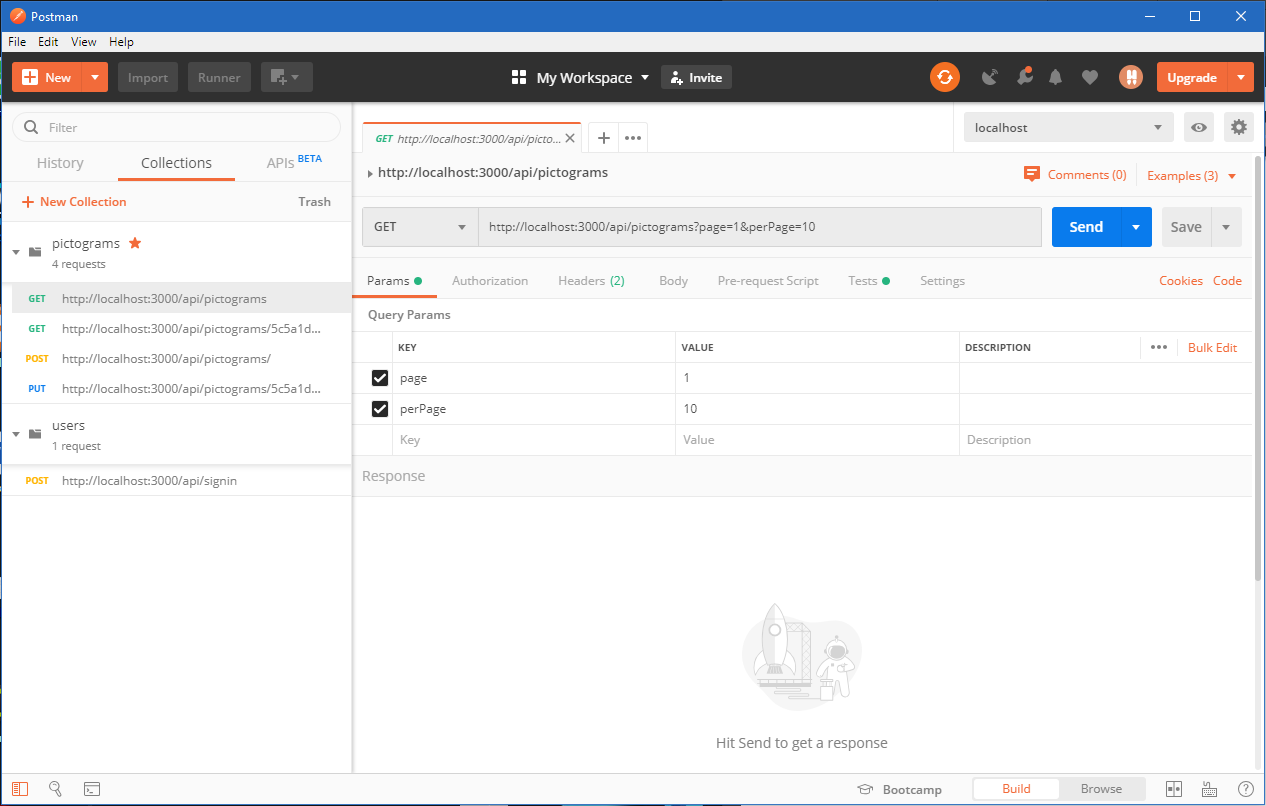 Postman
File Edit View Help
New Import Runner My Workspace Invite Upgrade
Filter
History Collections APIs BETA
New Collection Trash
pictograms
4 requests
GET http://localhost:3000/api/pictograms
GET http://localhost:3000/api/pictograms/5c5a1d...
POST http://localhost:3000/api/pictograms/
PUT http://localhost:3000/api/pictograms/5c5a1d...
users
1 request
POST http://localhost:3000/api/signin
GET http://localhost:3000/api/picto... localhost
http://localhost:3000/api/pictograms Comments (0) Examples (3)
GET http://localhost:3000/api/pictograms?page=1&perPage=10 Send Save
Params Authorization Headers (2) Body Pre-request Script Tests Settings Cookies Code
Query Params
KEY VALUE DESCRIPTION Bulk Edit
page 1
perPage 10
Key Value Description
Response
Hit Send to get a response
Bootcamp Build Browse